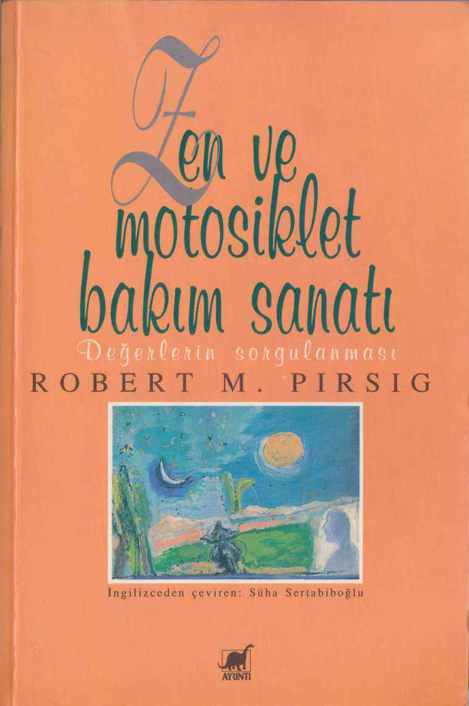 Zen ve
motosiklet
bakım sanatı
Değerlerin sorgulanması
ROBERT M. PIRSIG
İngilizceden çeviren: Süha Sertabiboğlu
AYRINTI